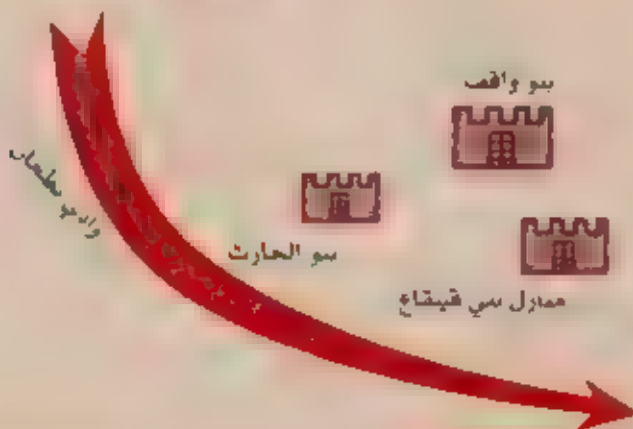 بنو واقف
وادي بطحان
بنو الحارث
منازل بني قينقاع